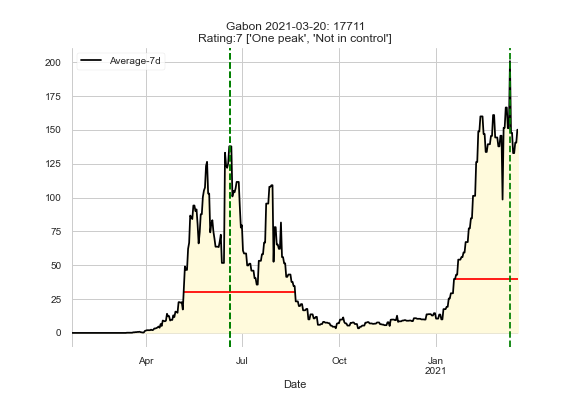 Gabon 2021-03-20: 17711
Rating:7 ['One peak', 'Not in control']
Average-7d
200
175
150
125
100
75
50
25
0
Apr
Jul
Oct
Jan
2021
Date